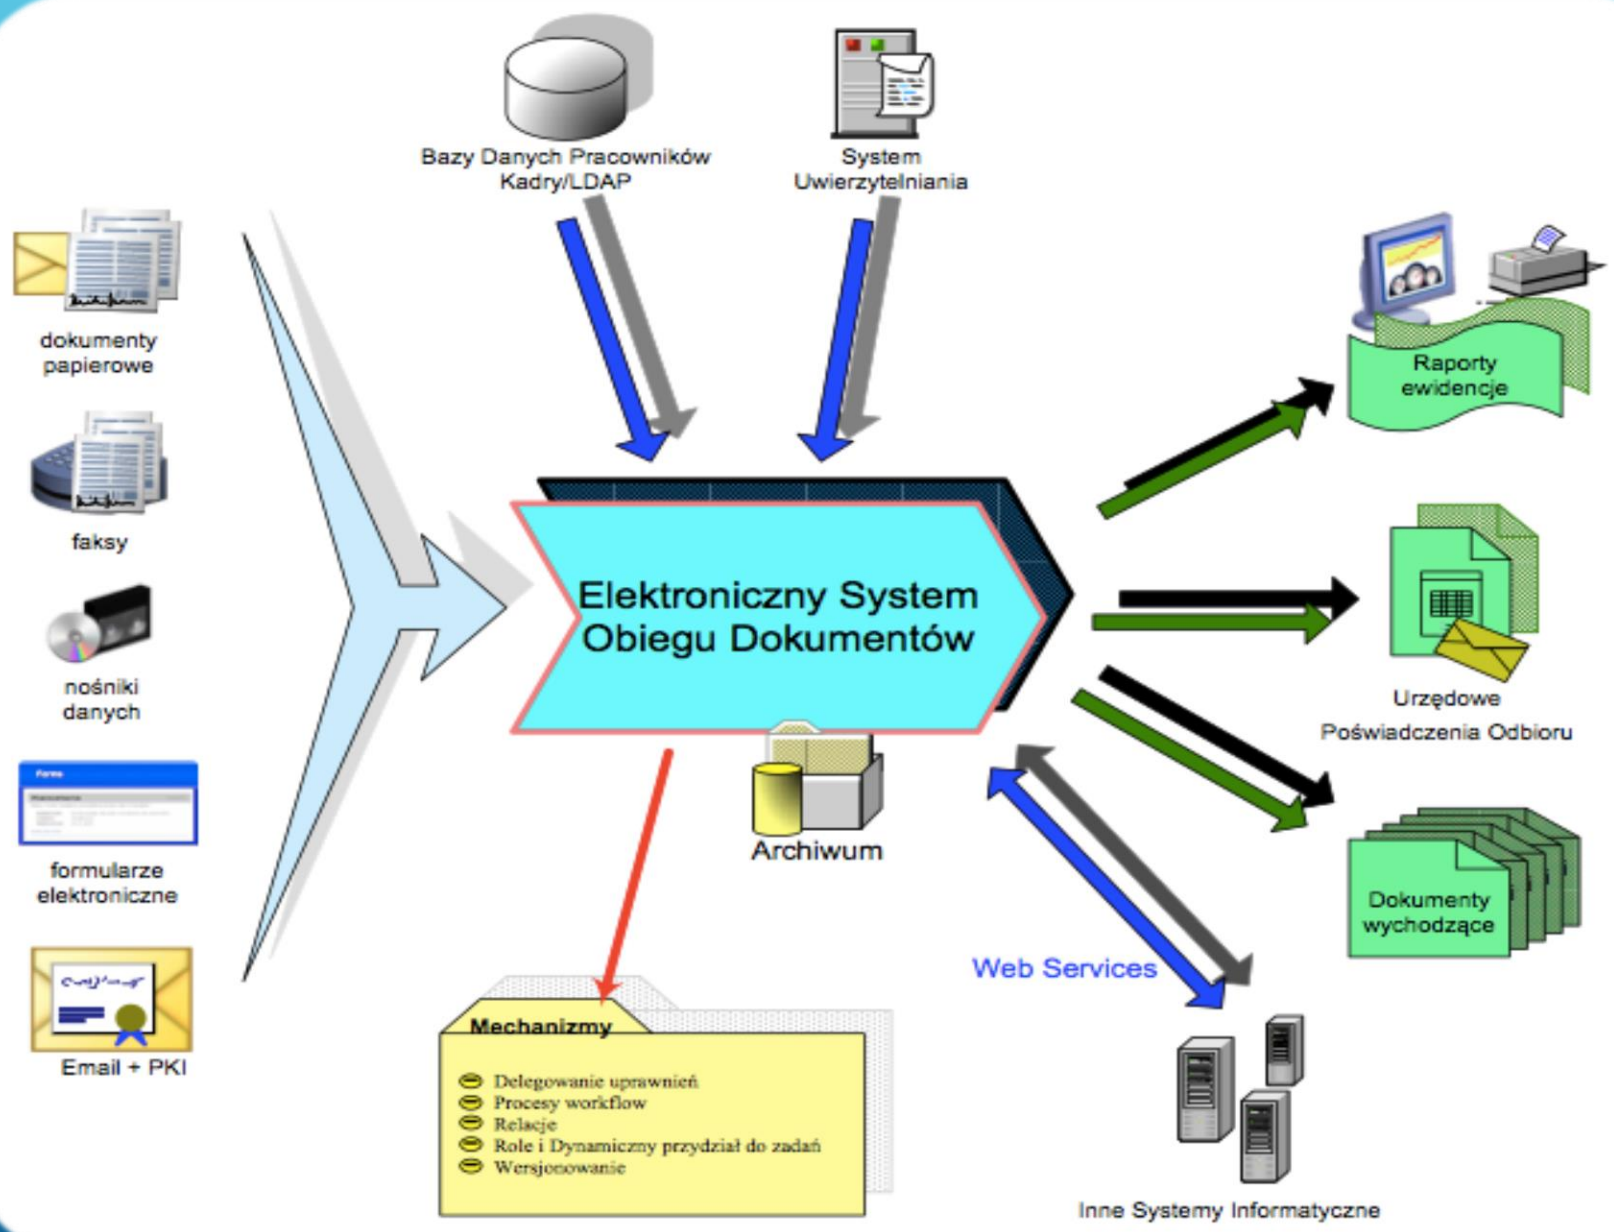 Bazy Danych Pracowników
Kadry/LDAP
System
Uwierzytelniania
dokumenty
papierowe
faksy
nośniki
danych
formularze
elektroniczne
Email + PKI
Elektroniczny System
Obiegu Dokumentów
Archiwum
Raporty
ewidencje
Urzędowe
Poświadczenia Odbioru
Dokumenty
wychodzące
Web Services
Inne Systemy Informatyczne
Mechanizmy
Delegowanie uprawnień
Procesy workflow
Relacje
Role i Dynamiczny przydział do zadań
Wersjonowanie